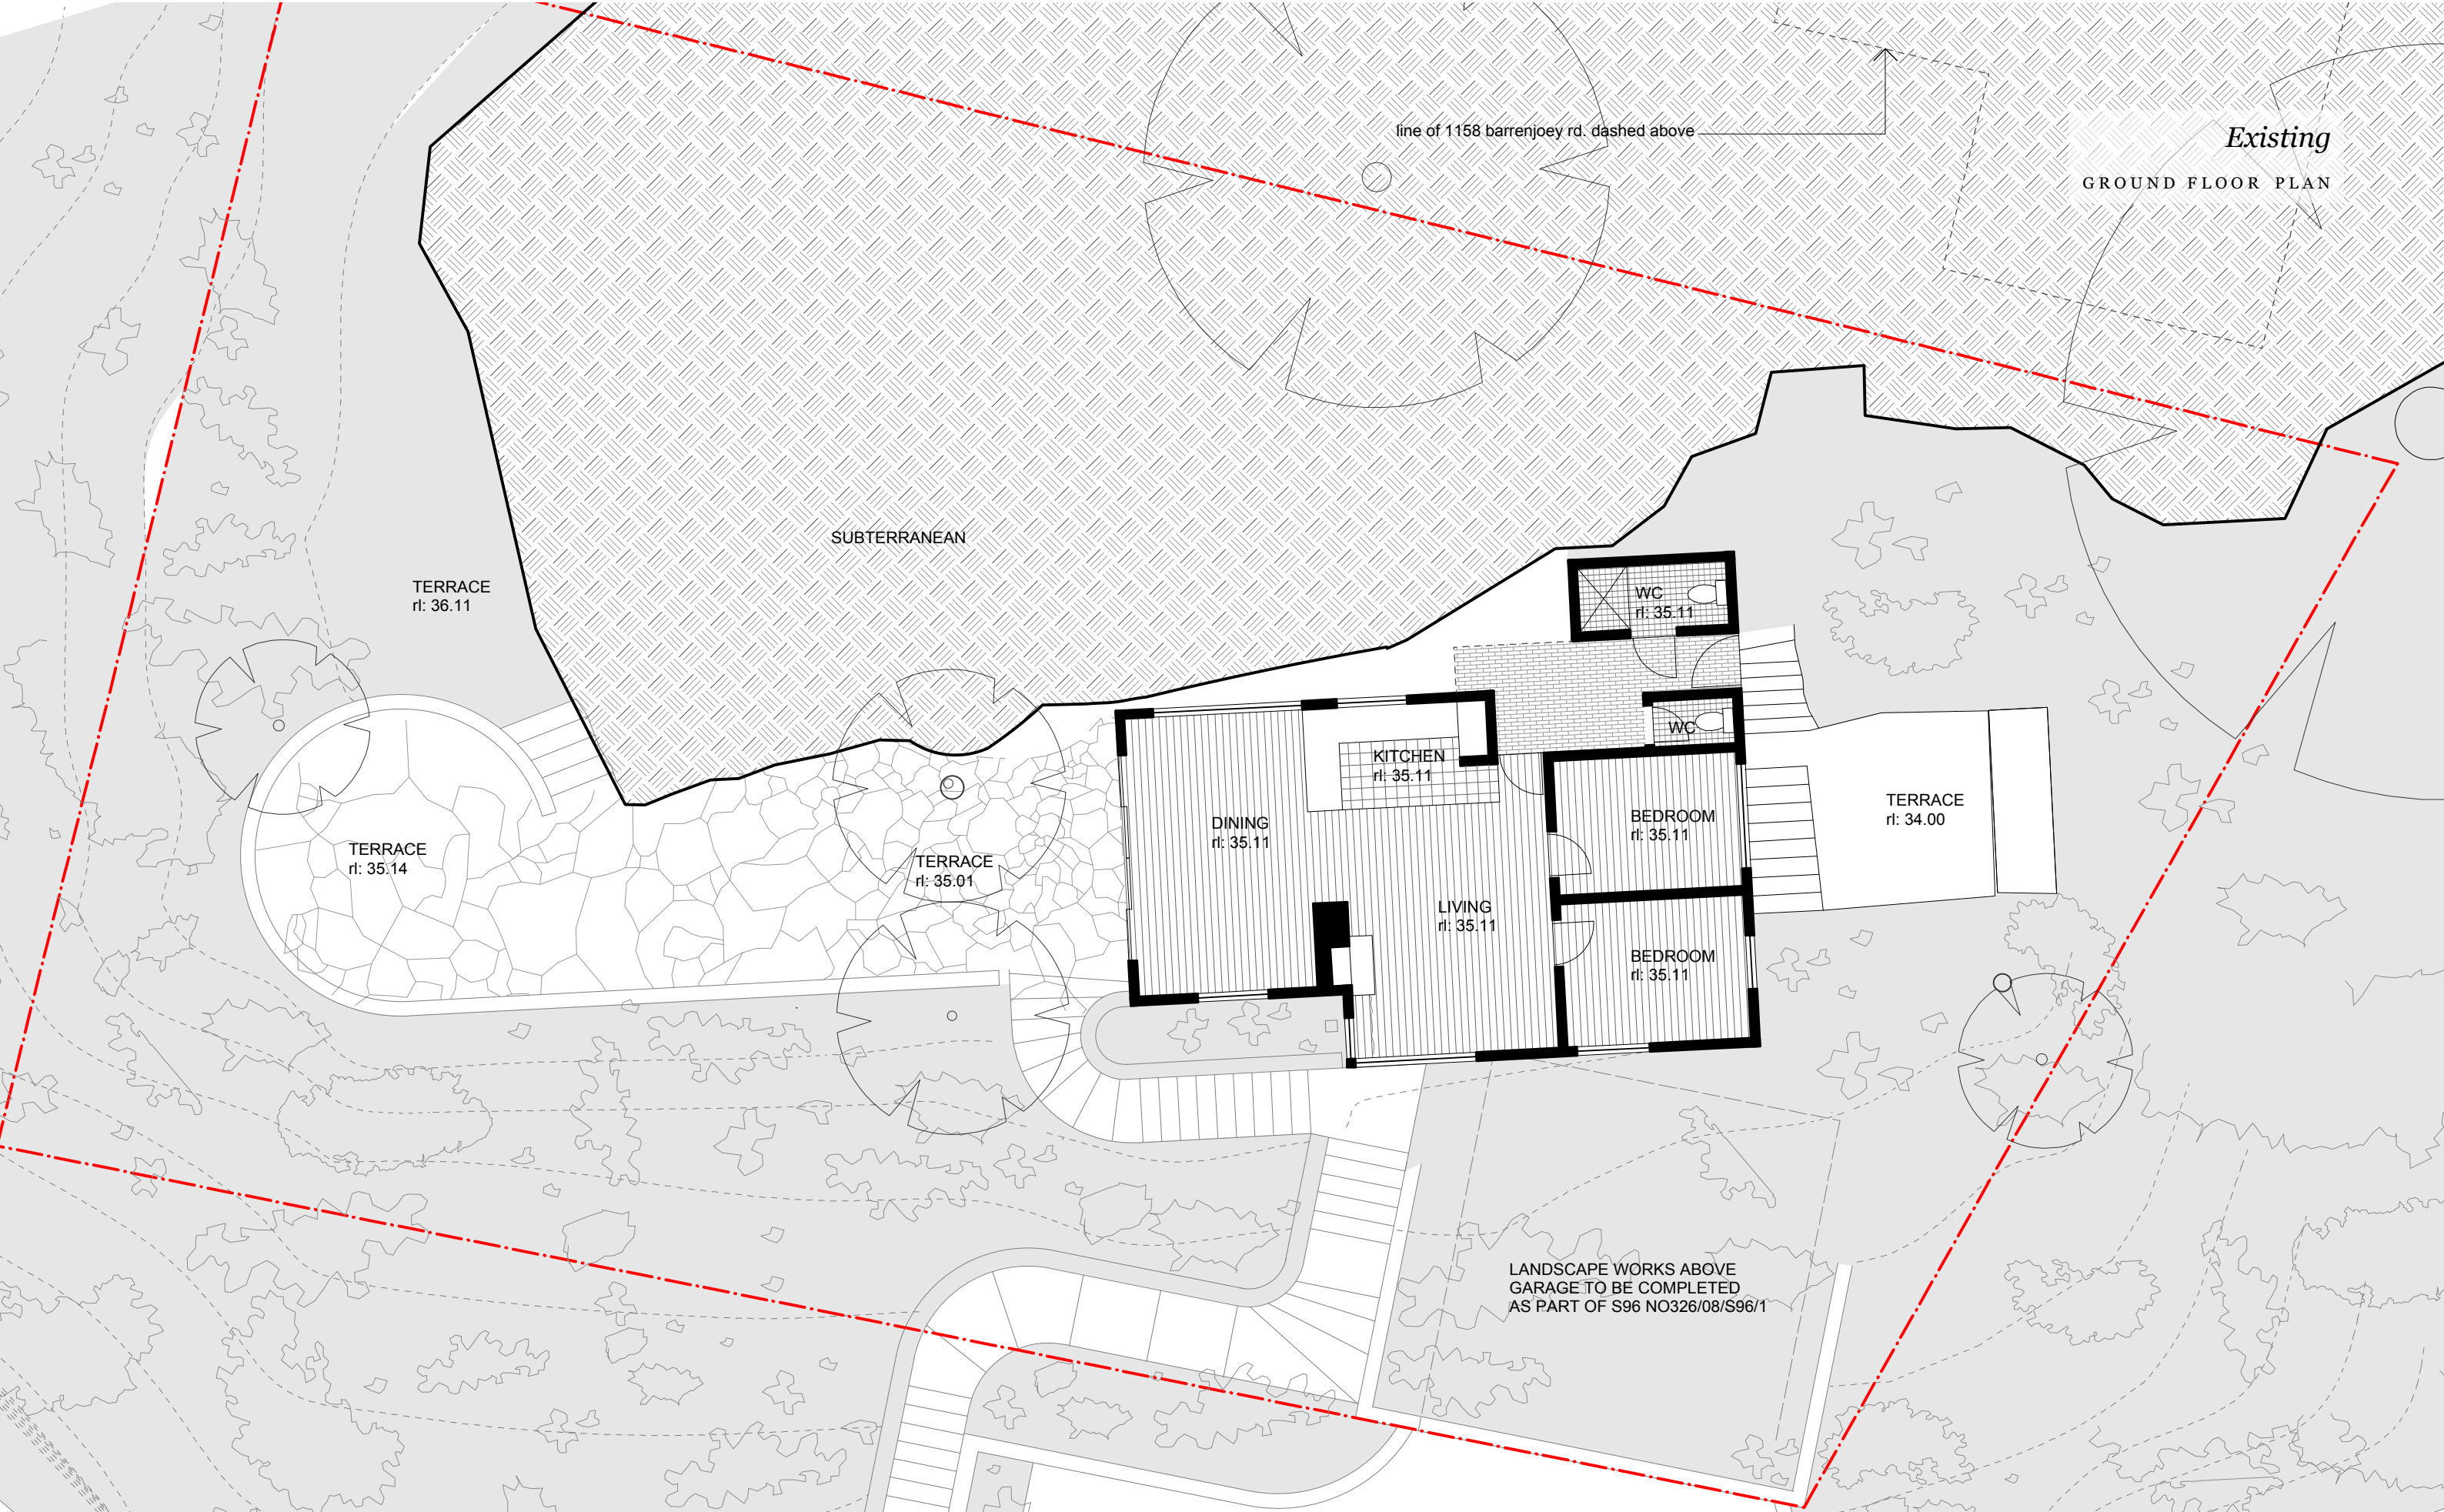 line of 1158 barrenjoey rd. dashed above
Existing
GROUND FLOOR PLAN
SUBTERRANEAN
TERRACE
rl: 36.11
WC
rl: 35.11
WC
KITCHEN
rl: 35.11
DINING
rl: 35.11
BEDROOM
rl: 35.11
TERRACE
rl: 34.00
TERRACE
rl: 35.14
TERRACE
rl: 35.01
LIVING
rl: 35.11
BEDROOM
rl: 35.11
LANDSCAPE WORKS ABOVE
GARAGE TO BE COMPLETED
AS PART OF S96 NO326/08/S96/1